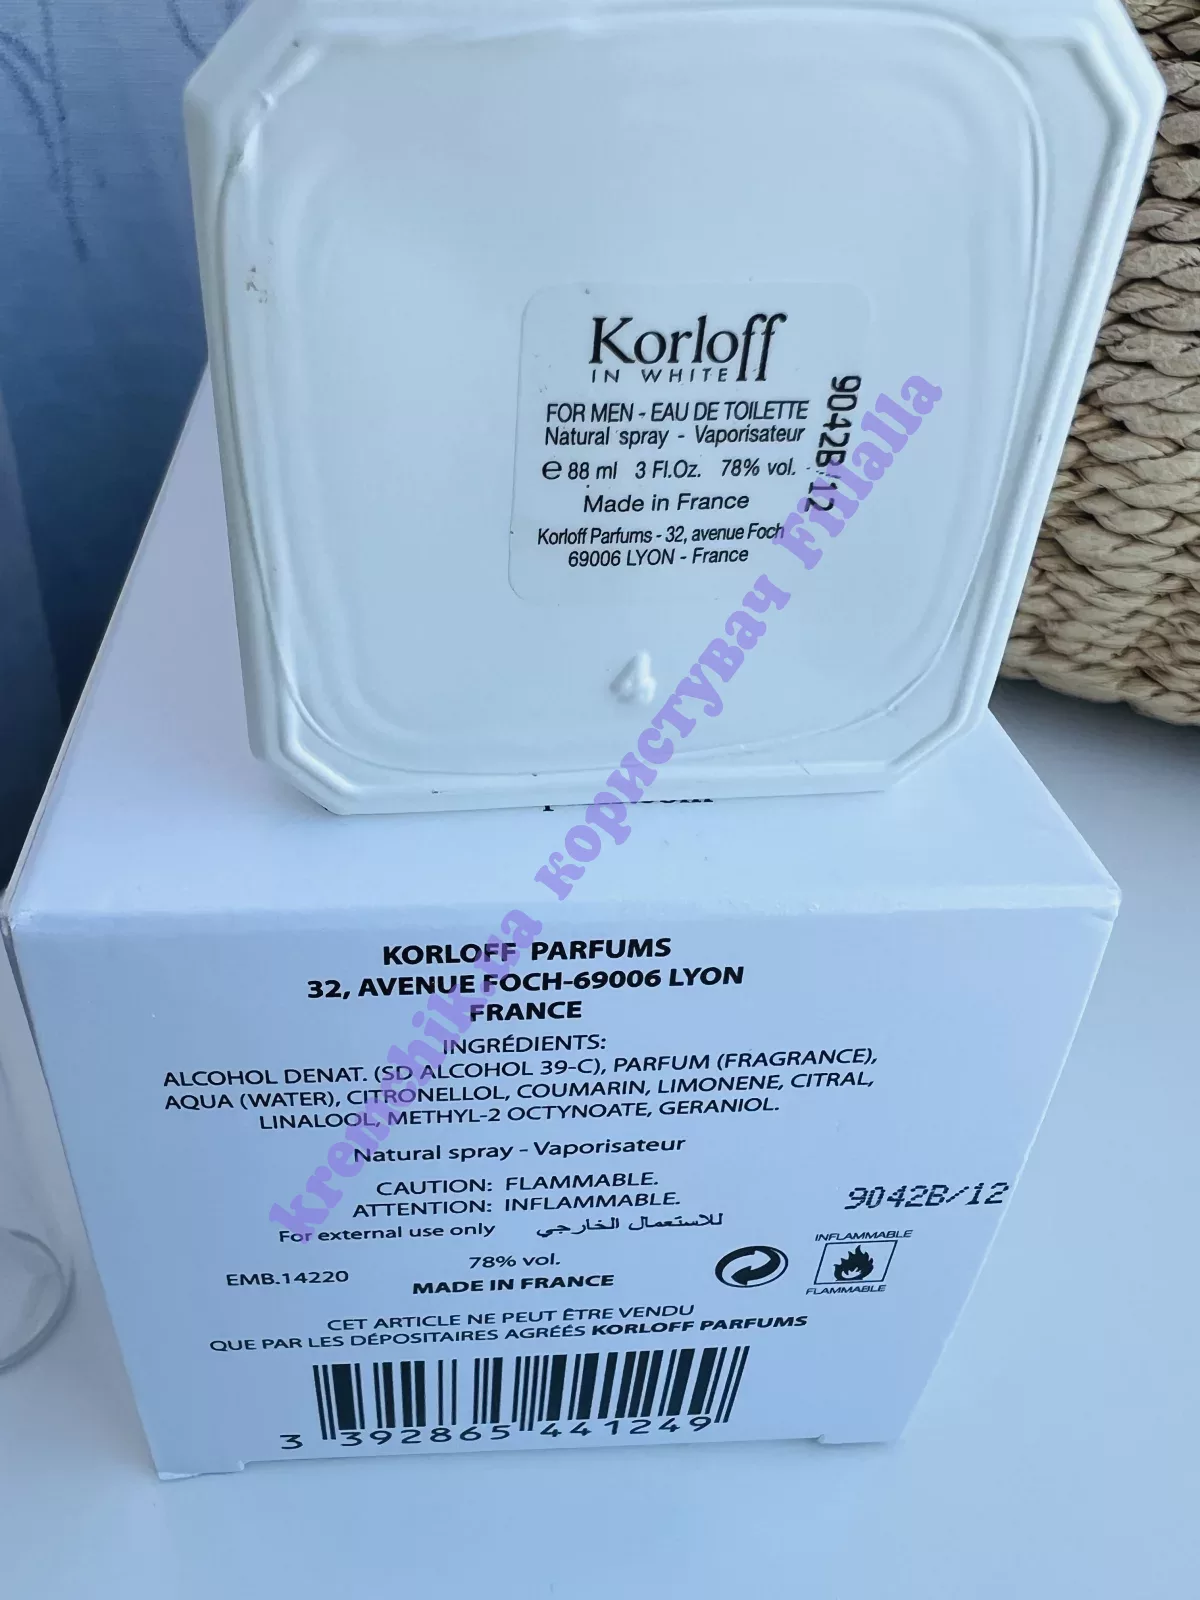 Korloff
IN WHITE
FOR MEN - EAU DE TOILETTE
Natural spray - Vaporisateur
e 88 ml 3 Fl.Oz. 78% vol.
Made in France
Korloff Parfums - 32, avenue Foch
69006 LYON - France
9042B/12
4
kremchik.ua користувач Fillalla
KORLOFF PARFUMS
32, AVENUE FOCH-69006 LYON
FRANCE
INGRÉDIENTS:
ALCOHOL DENAT. (SD ALCOHOL 39-C), PARFUM (FRAGRANCE),
AQUA (WATER), CITRONELLOL, COUMARIN, LIMONENE, CITRAL,
LINALOOL, METHYL-2 OCTYNOATE, GERANIOL.
Natural spray - Vaporisateur
CAUTION: FLAMMABLE.
ATTENTION: INFLAMMABLE.
For external use only للاستعمال الخارجي
9042B/12
78% vol.
EMB.14220
MADE IN FRANCE
INFLAMMABLE
FLAMMABLE
CET ARTICLE NE PEUT ÊTRE VENDU
QUE PAR LES DÉPOSITAIRES AGRÉÉS KORLOFF PARFUMS
3 392865 441249